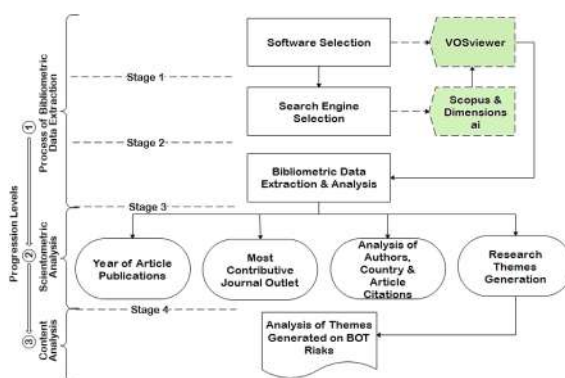 Software Selection
VOSviewer
Stage 1
Search Engine
Selection
Scopus &
Dimensions
ai
Stage 2
Bibliometric Data
Extraction & Analysis
Stage 3
Year of Article
Publications
Most
Contributive
Journal Outlet
Analysis of
Authors,
Country &
Article
Citations
Research
Themes
Generation
Stage 4
Analysis of Themes
Generated on BOT
Risks
Progression Levels
1
Process of Bibliometric
Data Extraction
2
Scientometric
Analysis
3
Content
Analysis